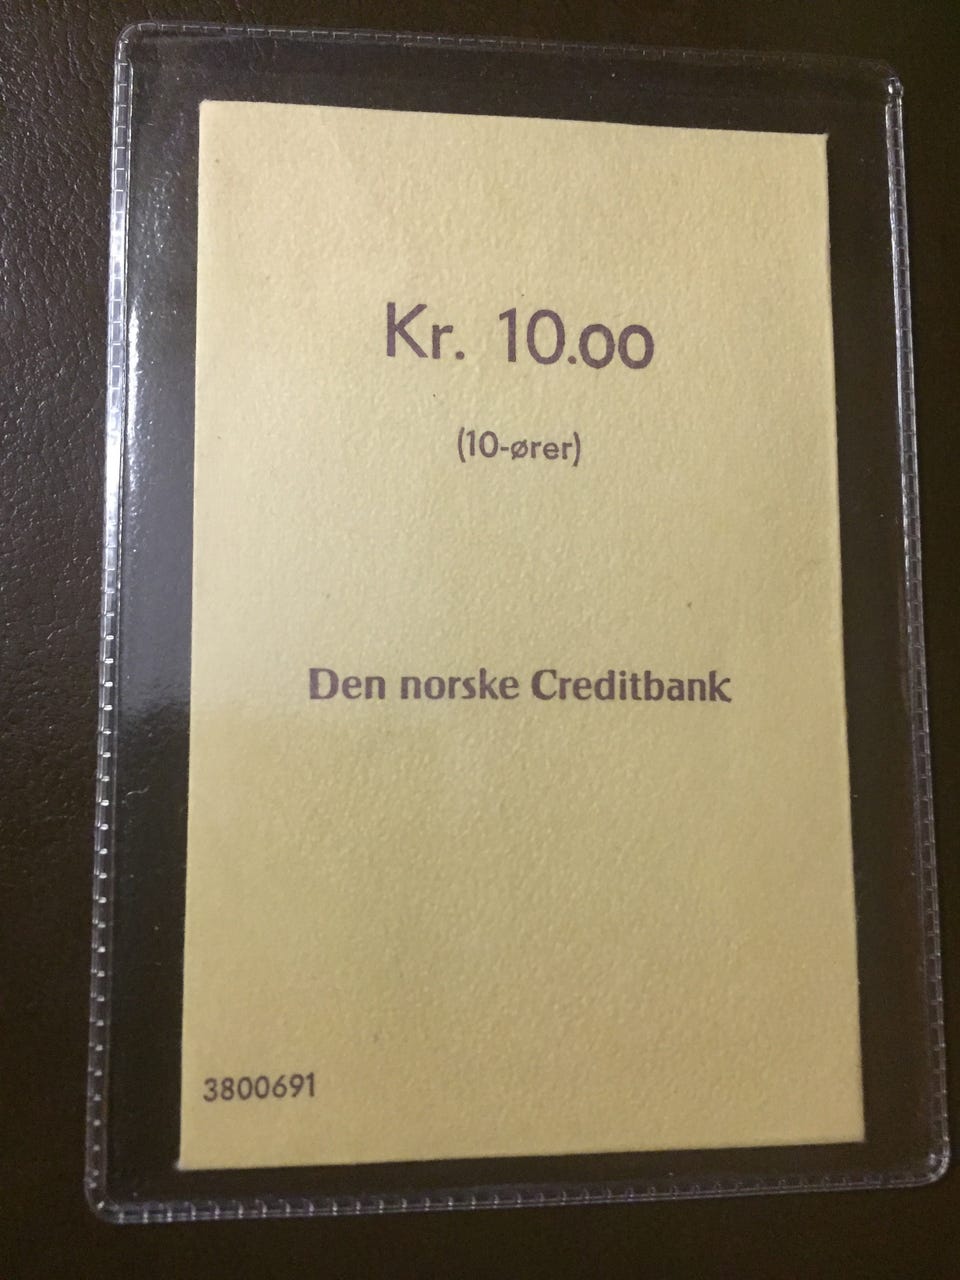 Kr. 10.00
(10-ører)
Den norske Creditbank
3800691